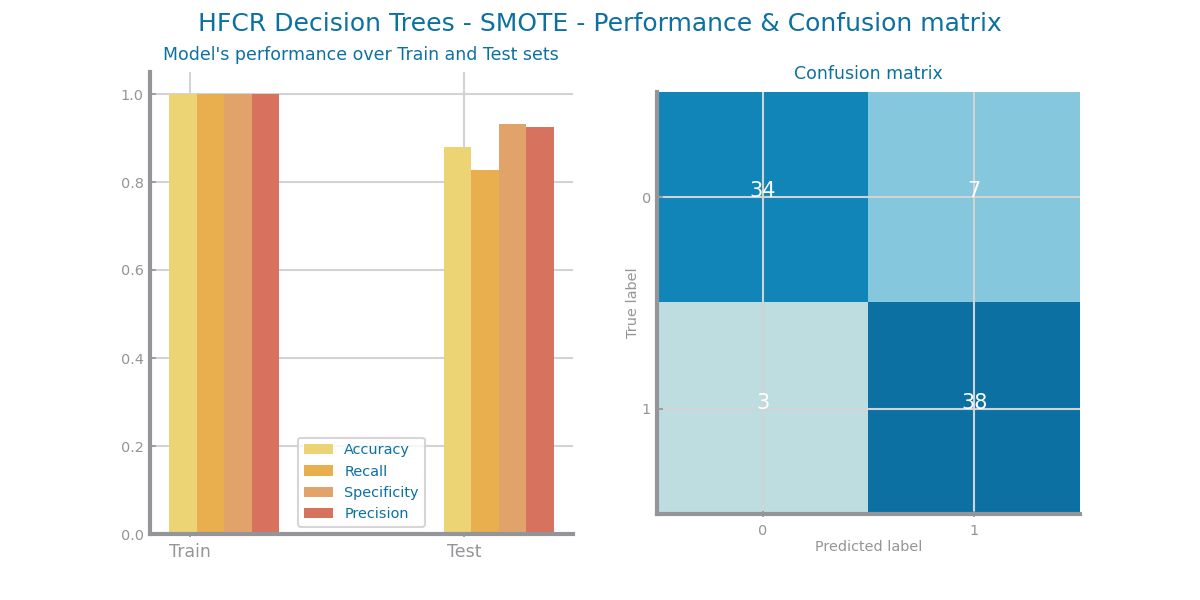 HFCR Decision Trees - SMOTE - Performance & Confusion matrix
Model's performance over Train and Test sets
1.0
0.8
0.6
0.4
0.2
0.0
Accuracy
Recall
Specificity
Precision
Train Test
Confusion matrix
True label
0
1
34 7
3 38
0 1
Predicted label